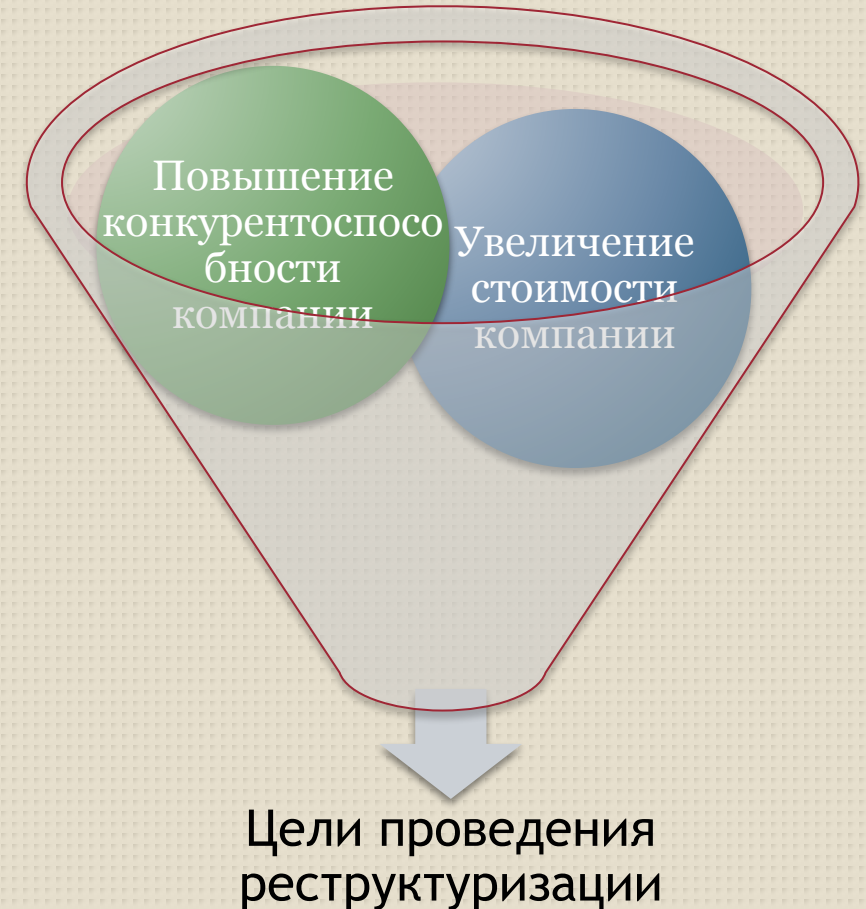 Повышение
конкурентоспосо
бности
компании
Увеличение
стоимости
компании
Цели проведения
реструктуризации